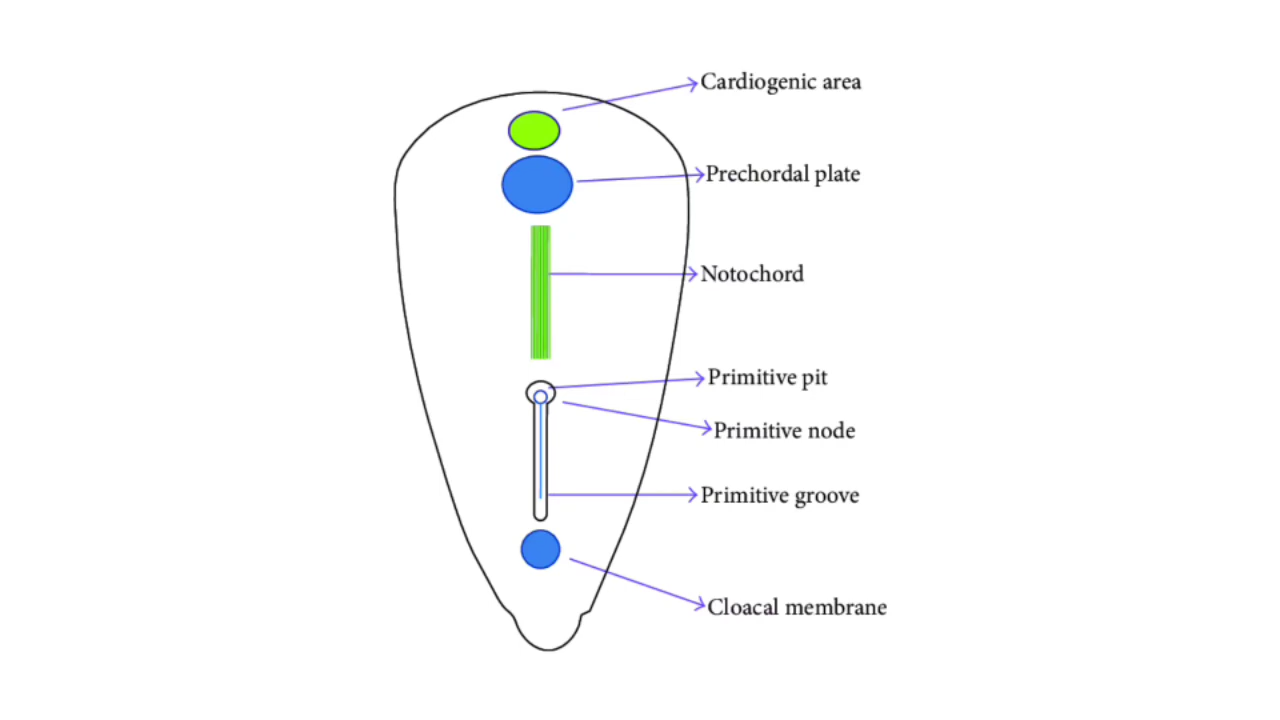 Cardiogenic area
Prechordal plate
Notochord
Primitive pit
Primitive node
Primitive groove
Cloacal membrane